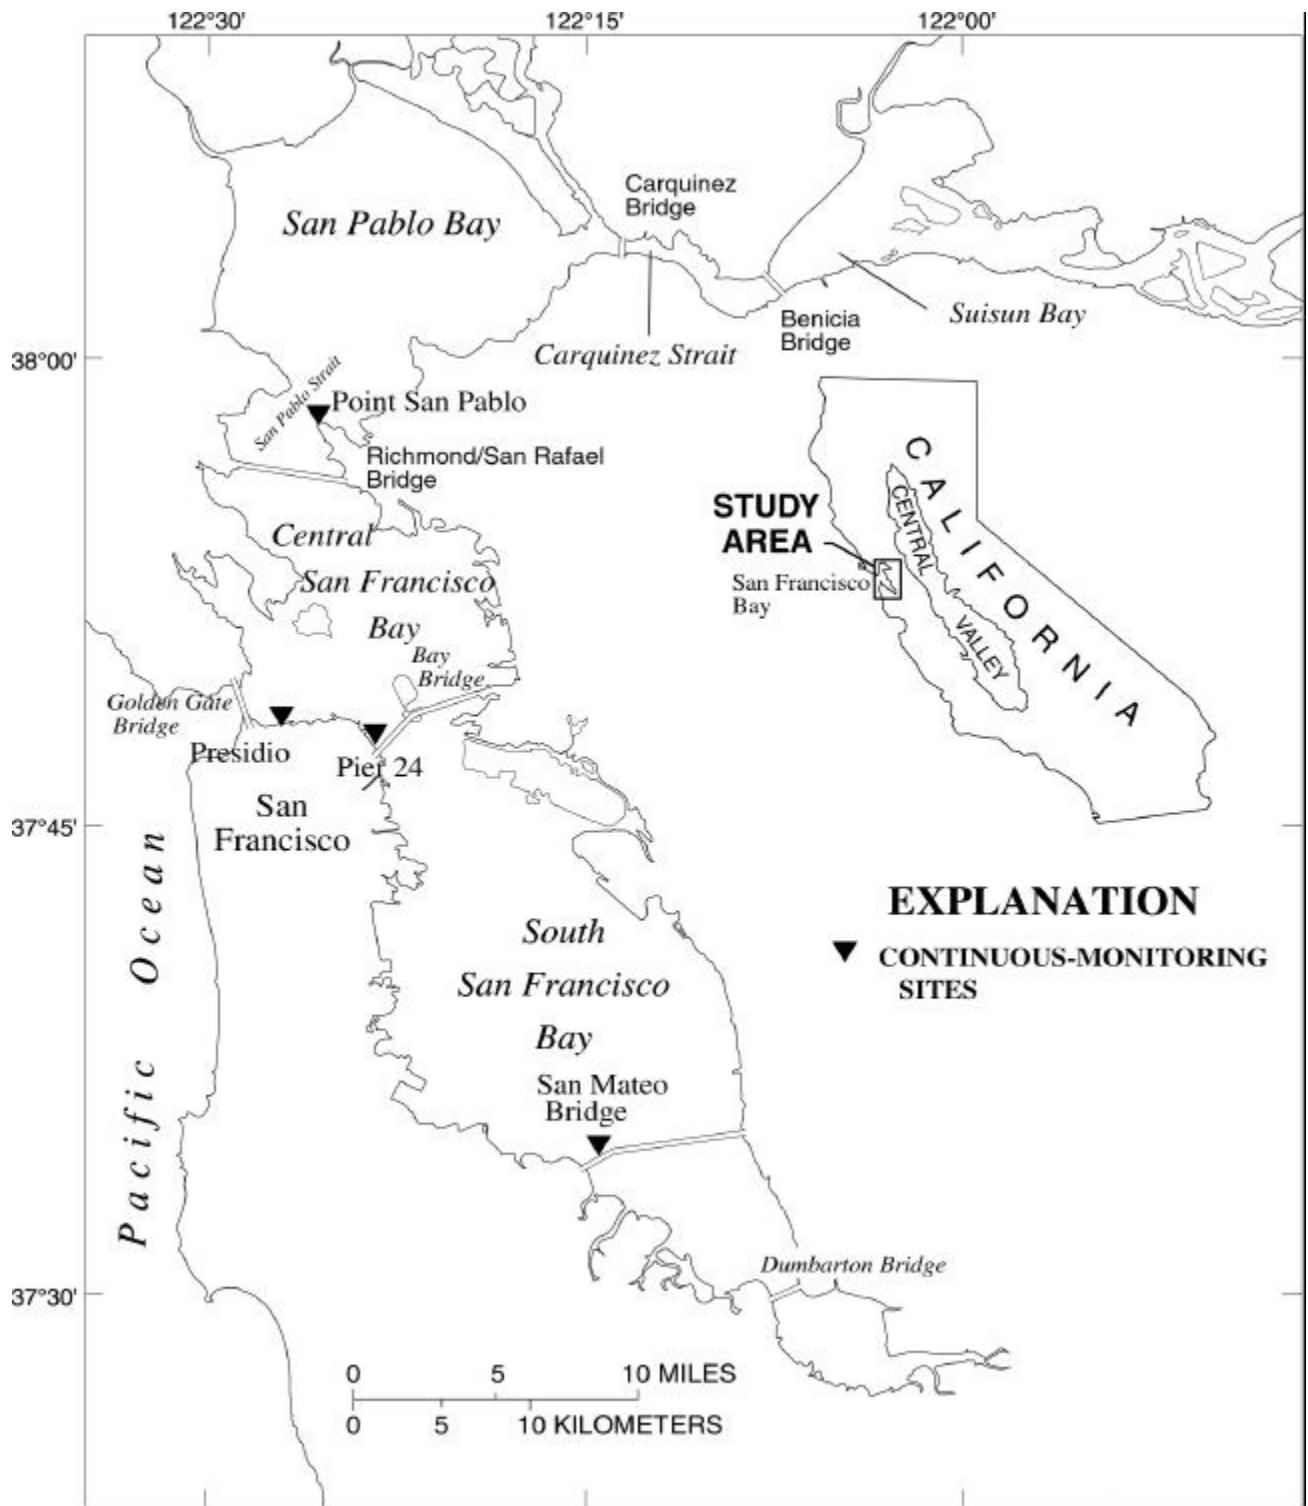 122°30'
122°15'
122°00'
Carquinez
Bridge
San Pablo Bay
Suisun Bay
Benicia
Bridge
Carquinez Strait
38°00'
San Pablo Strait
Point San Pablo
Richmond/San Rafael
Bridge
CALIFORNIA
CENTRAL
VALLEY
STUDY
AREA
San Francisco
Bay
Central
San Francisco
Bay
Bay
Bridge
Golden Gate
Bridge
Presidio
Pier 24
San
Francisco
37°45'
Pacific Ocean
EXPLANATION
CONTINUOUS-MONITORING
SITES
South
San Francisco
Bay
San Mateo
Bridge
Dumbarton Bridge
37°30'
0 5 10 MILES
0 5 10 KILOMETERS